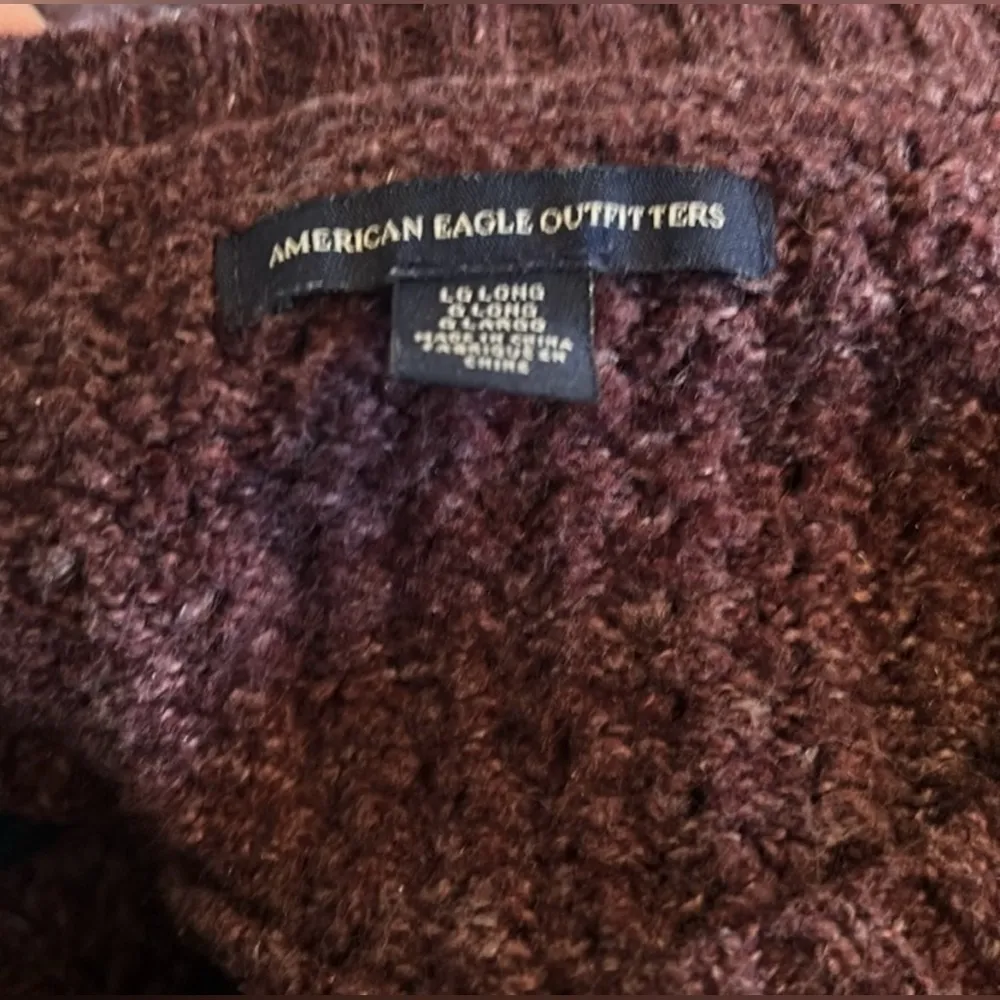 AMERICAN EAGLE OUTFITTERS
LG LONG
G LONG
G LARGO
MADE IN CHINA
FABRIQUE EN
CHINE